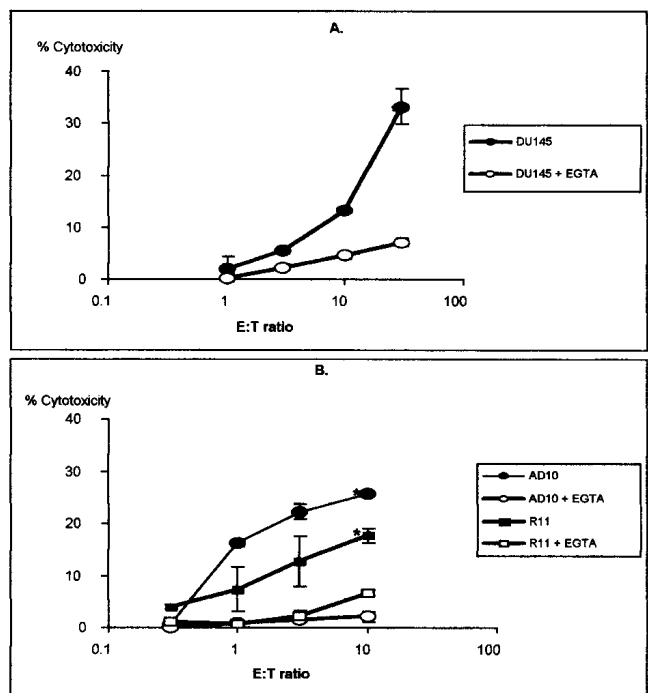 A.
% Cytotoxicity
40
30
20
10
0
0.1 1 10 100
E:T ratio
DU145
DU145 + EGTA
B.
% Cytotoxicity
40
30
20
10
0
*
*
0.1 1 10 100
E:T ratio
AD10
AD10 + EGTA
R11
R11 + EGTA